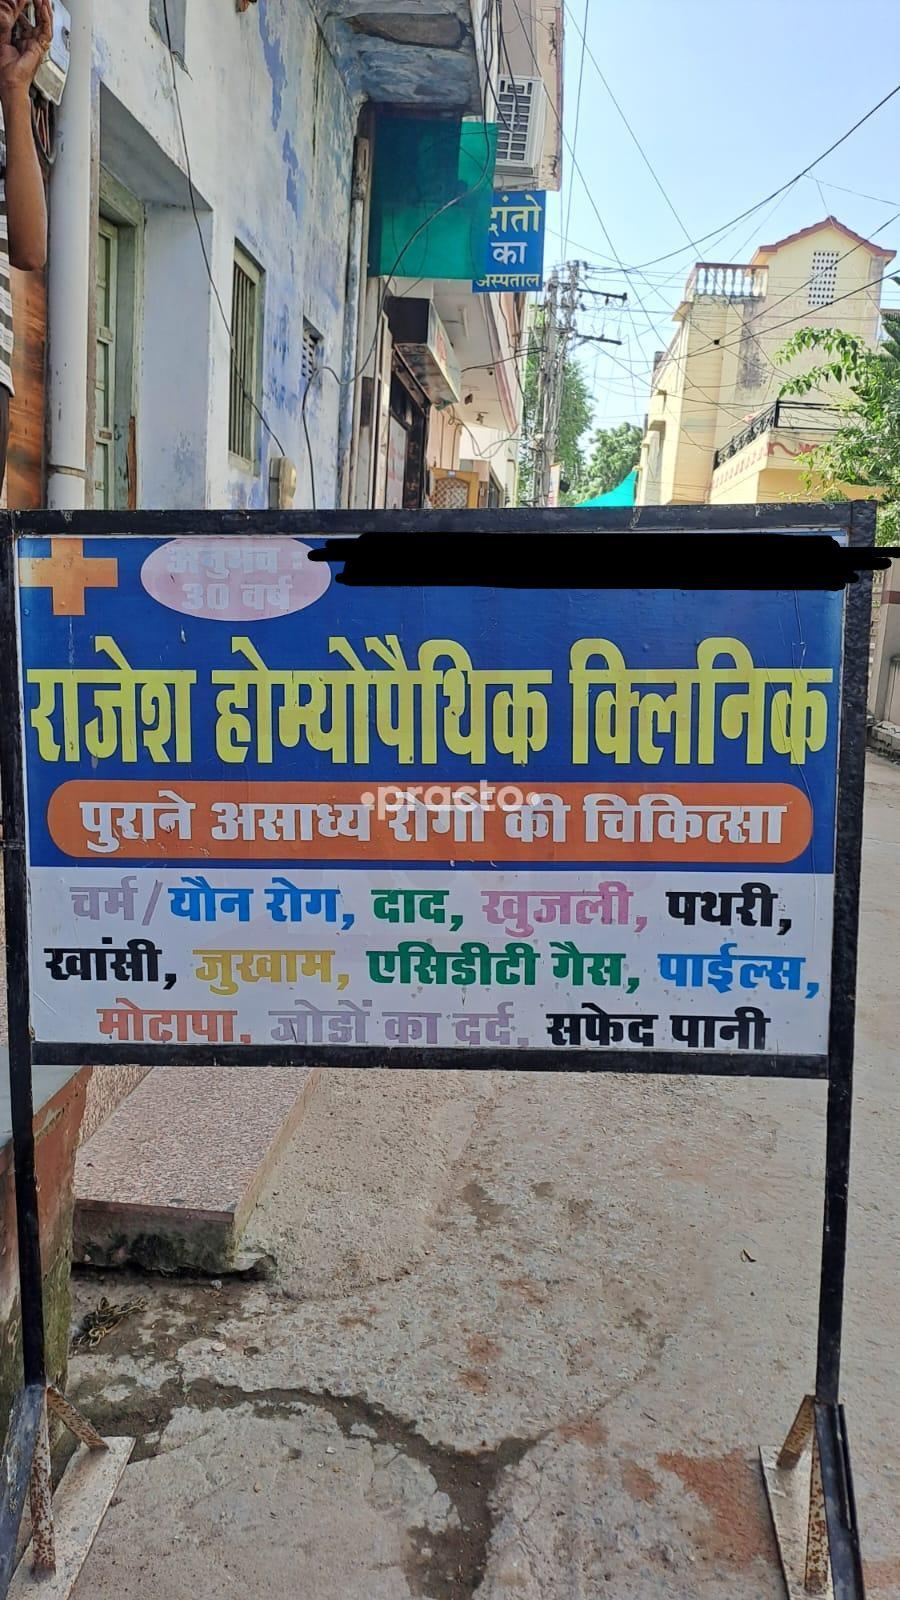 दांतो
का
अस्पताल
अनुभव :
30 वर्ष
राजेश होम्योपैथिक क्लिनिक
पुराने असाध्य रोगो की चिकित्सा
•practo•
चर्म/यौन रोग, दाद, खुजली, पथरी,
खांसी, जुखाम, एसिडीटी गैस, पाईल्स,
मोटापा, जोडों का दर्द, सफेद पानी